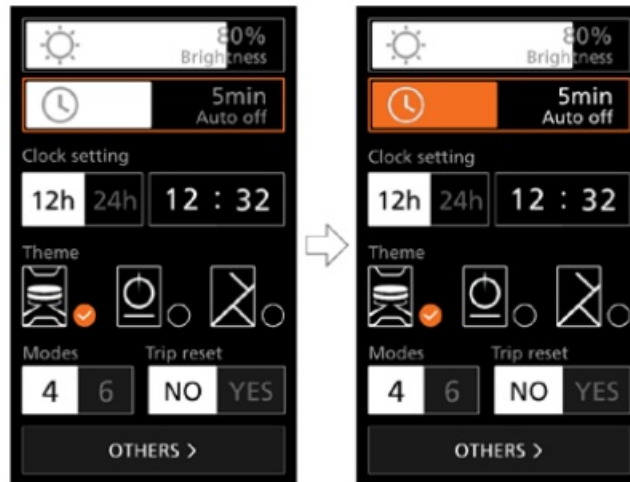 80%
Brightness
5min
Auto off
Clock setting
12h 24h 12 : 32
Theme
Modes Trip reset
4 6 NO YES
OTHERS >
80%
Brightness
5min
Auto off
Clock setting
12h 24h 12 : 32
Theme
Modes Trip reset
4 6 NO YES
OTHERS >